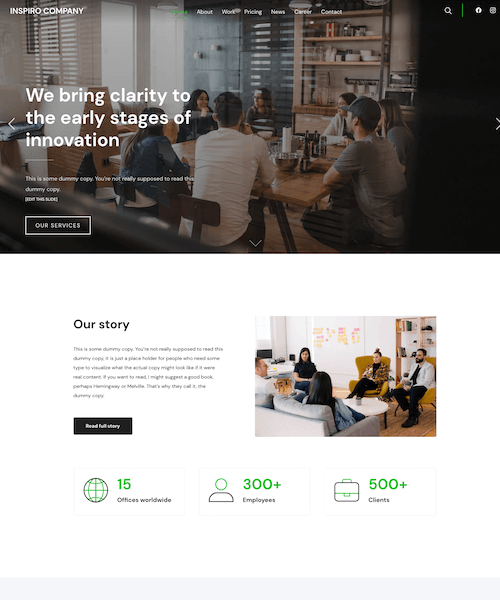 INSPIRO COMPANY
About Work Pricing News Career Contact
We bring clarity to
the early stages of
innovation
This is some dummy copy. You're not really supposed to read this
dummy copy.
[EDIT THIS SLIDE]
OUR SERVICES
Our story
This is some dummy copy. You're not really supposed to read this
dummy copy, it is just a place holder for people who need some
type to visualize what the actual copy might look like if it were
real content. If you want to read, I might suggest a good book,
perhaps Hemingway or Melville. That's why they call it, the
dummy copy.
Read full story
15
Offices worldwide
300+
Employees
500+
Clients